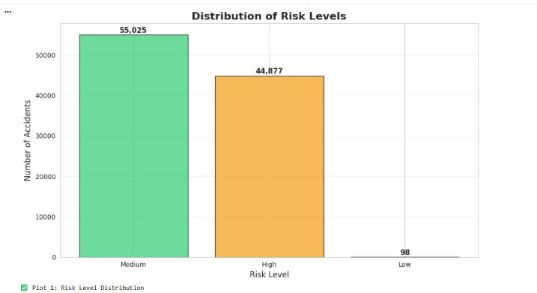 ...
Distribution of Risk Levels
55,025
44,877
98
50000
40000
30000
20000
10000
0
Number of Accidents
Medium High Low
Risk Level
Plot 1: Risk Level Distribution